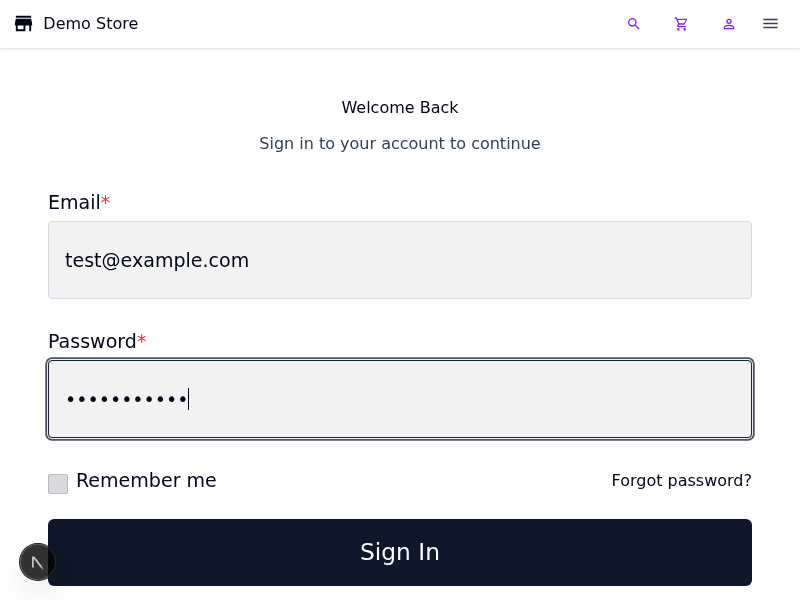 Demo Store
Welcome Back
Sign in to your account to continue
Email*
test@example.com
Password*
•••••••••••
Remember me
Forgot password?
Sign In